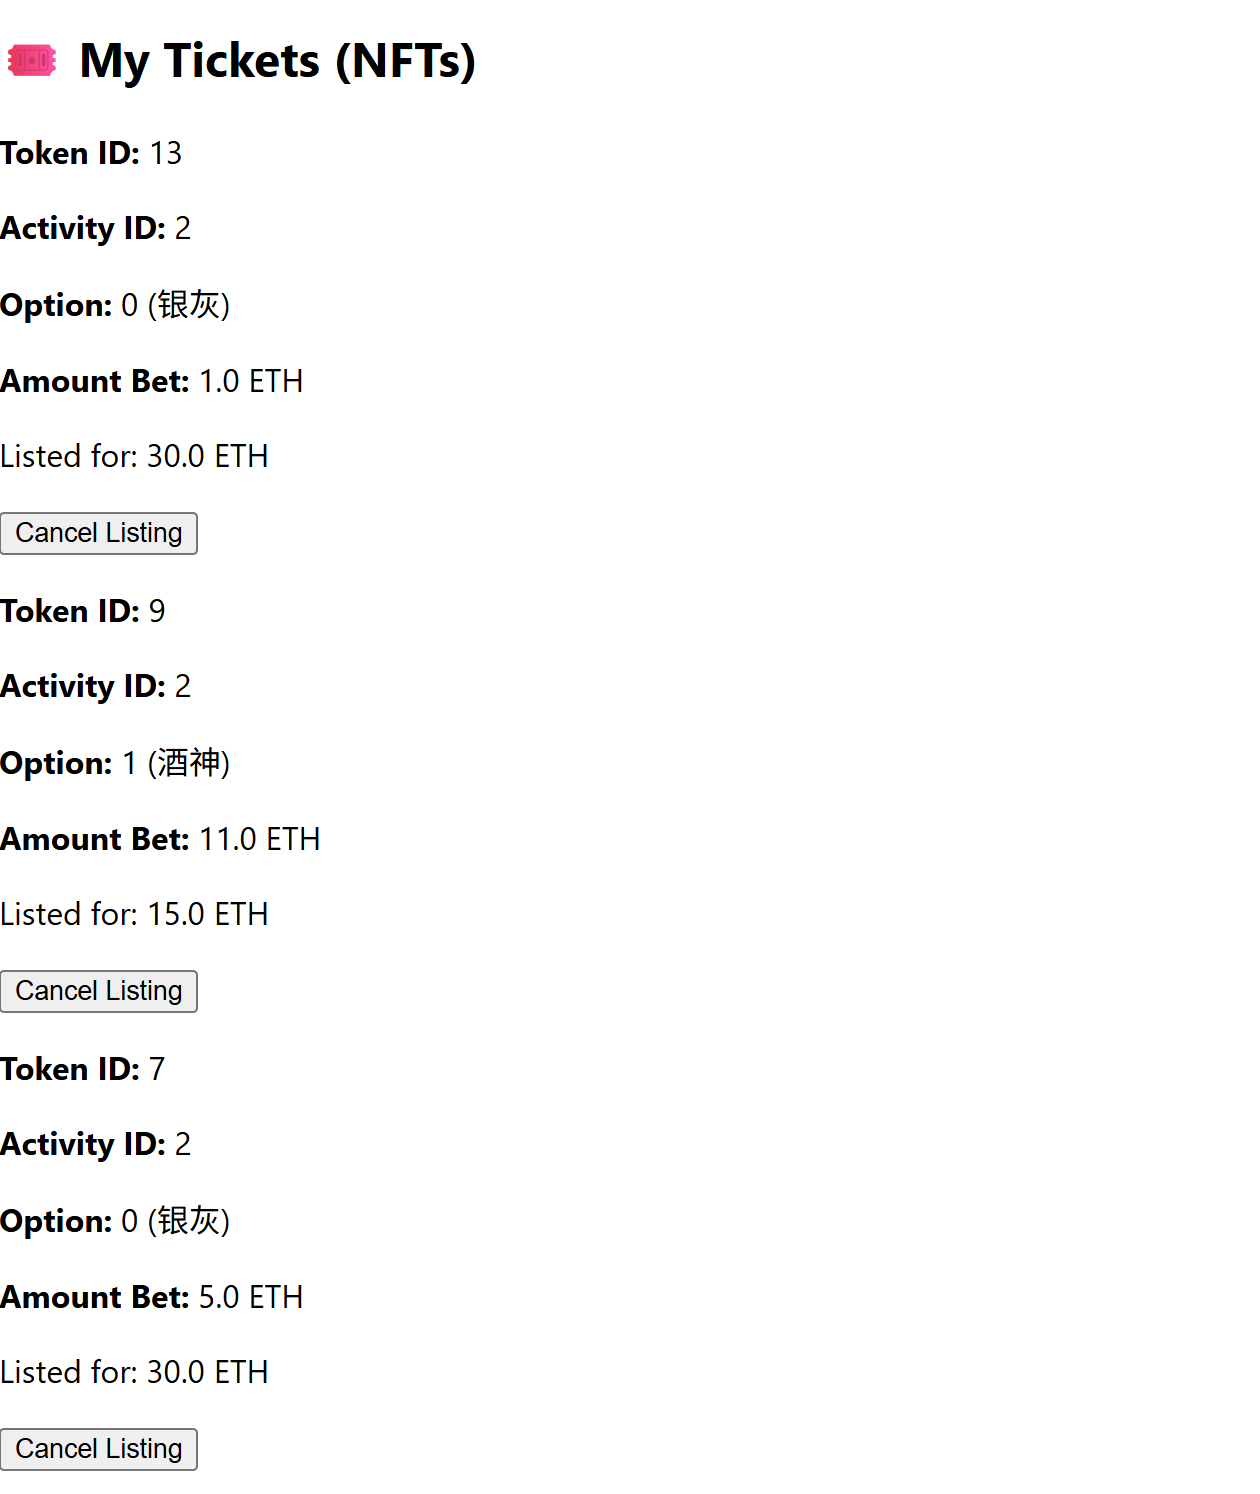 My Tickets (NFTs)
Token ID: 13
Activity ID: 2
Option: 0 (银灰)
Amount Bet: 1.0 ETH
Listed for: 30.0 ETH
Cancel Listing
Token ID: 9
Activity ID: 2
Option: 1 (酒神)
Amount Bet: 11.0 ETH
Listed for: 15.0 ETH
Cancel Listing
Token ID: 7
Activity ID: 2
Option: 0 (银灰)
Amount Bet: 5.0 ETH
Listed for: 30.0 ETH
Cancel Listing